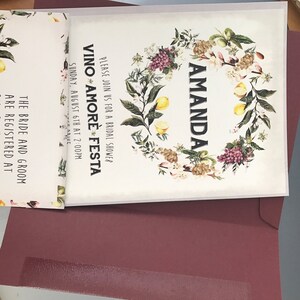 AMANDA
PLEASE JOIN US FOR A BRIDAL SHOWER
VINO • AMORÈ • FESTA
SUNDAY, AUGUST 6TH AT 2:00PM
THE BRIDE AND GROOM
ARE REGISTERED AT